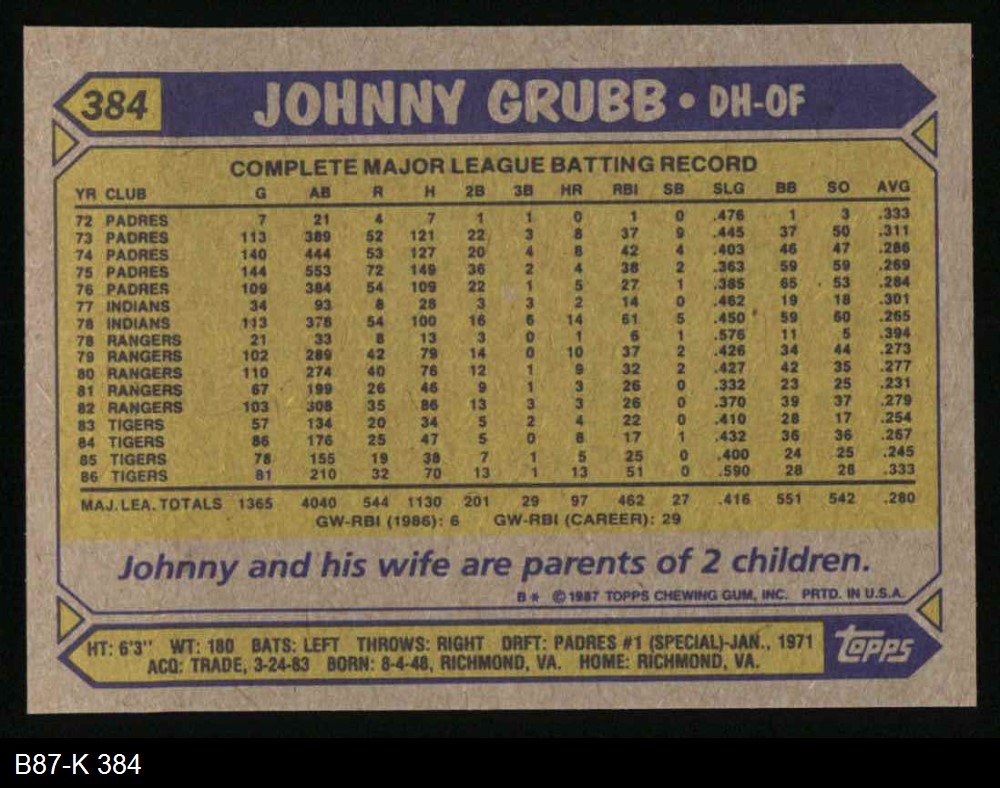 384 JOHNNY GRUBB • DH-OF
COMPLETE MAJOR LEAGUE BATTING RECORD
YR CLUB G AB R H 2B 3B HR RBI SB SLG BB SO AVG
72 PADRES 7 21 4 7 1 1 0 1 0 .476 1 3 .333
73 PADRES 113 389 52 121 22 3 8 37 9 .445 37 50 .311
74 PADRES 140 444 53 127 20 4 8 42 4 .403 46 47 .286
75 PADRES 144 553 72 149 36 2 4 38 2 .363 59 59 .269
76 PADRES 109 384 54 109 22 1 5 27 1 .385 65 53 .284
77 INDIANS 34 93 8 28 3 3 2 14 0 .462 19 18 .301
78 INDIANS 113 378 54 100 16 6 14 61 5 .450 59 60 .265
78 RANGERS 21 33 8 13 3 0 1 6 1 .576 11 5 .394
79 RANGERS 102 289 42 79 14 0 10 37 2 .426 34 44 .273
80 RANGERS 110 274 40 76 12 1 9 32 2 .427 42 35 .277
81 RANGERS 67 199 26 46 9 1 3 26 0 .332 23 25 .231
82 RANGERS 103 308 35 86 13 3 3 26 0 .370 39 37 .279
83 TIGERS 57 134 20 34 5 2 4 22 0 .410 28 17 .254
84 TIGERS 86 176 25 47 5 0 8 17 1 .432 36 36 .267
85 TIGERS 78 155 19 38 7 1 5 25 0 .400 24 25 .245
86 TIGERS 81 210 32 70 13 1 13 51 0 .590 28 28 .333
MAJ. LEA. TOTALS 1365 4040 544 1130 201 29 97 462 27 .416 551 542 .280
GW-RBI (1986): 6 GW-RBI (CAREER): 29
Johnny and his wife are parents of 2 children.
B* © 1987 TOPPS CHEWING GUM, INC. PRTD. IN U.S.A.
HT: 6'3" WT: 180 BATS: LEFT THROWS: RIGHT DRFT: PADRES #1 (SPECIAL)-JAN., 1971
ACQ: TRADE, 3-24-83 BORN: 8-4-48, RICHMOND, VA. HOME: RICHMOND, VA.
topps
B87-K 384